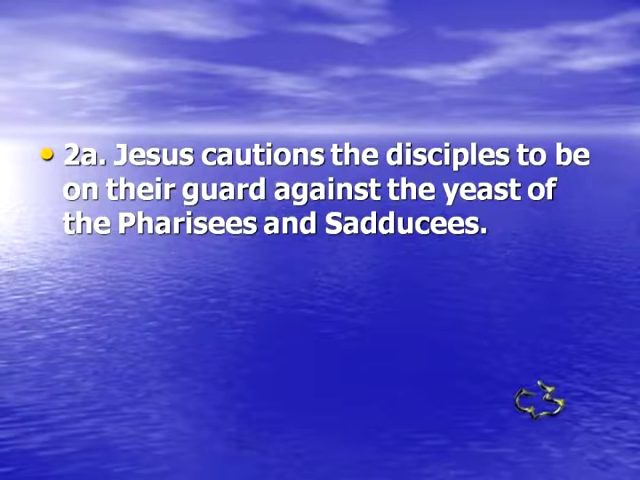 • 2a. Jesus cautions the disciples to be
on their guard against the yeast of
the Pharisees and Sadducees.